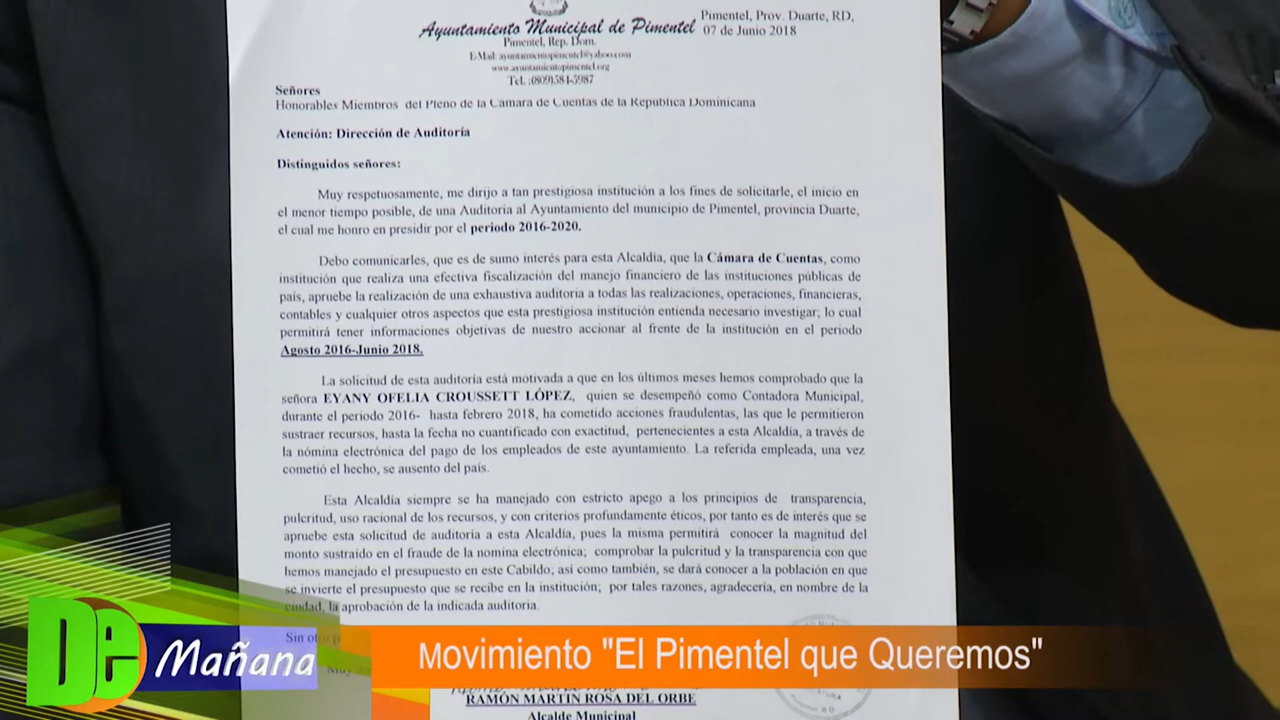 Ayuntamiento Municipal de Pimentel
Pimentel, Rep. Dom.
E-Mail: ayuntamientopimentel@yahoo.com
www.ayuntamientopimentel.org
Tel. :(809)584-5987
Pimentel, Prov. Duarte, RD,
07 de Junio 2018
Señores
Honorables Miembros del Pleno de la Cámara de Cuentas de la República Dominicana
Atención: Dirección de Auditoría
Distinguidos señores:
Muy respetuosamente, me dirijo a tan prestigiosa institución a los fines de solicitarle, el inicio en
el menor tiempo posible, de una Auditoría al Ayuntamiento del municipio de Pimentel, provincia Duarte,
el cual me honro en presidir por el periodo 2016-2020.
Debo comunicarles, que es de sumo interés para esta Alcaldía, que la Cámara de Cuentas, como
institución que realiza una efectiva fiscalización del manejo financiero de las instituciones públicas de
país, apruebe la realización de una exhaustiva auditoria a todas las realizaciones, operaciones, financieras,
contables y cualquier otros aspectos que esta prestigiosa institución entienda necesario investigar; lo cual
permitirá tener informaciones objetivas de nuestro accionar al frente de la institución en el periodo
Agosto 2016-Junio 2018.
La solicitud de esta auditoría está motivada a que en los últimos meses hemos comprobado que la
señora EYANY OFELIA CROUSSETT LÓPEZ, quien se desempeñó como Contadora Municipal,
durante el periodo 2016- hasta febrero 2018, ha cometido acciones fraudulentas, las que le permitieron
sustraer recursos, hasta la fecha no cuantificado con exactitud, pertenecientes a esta Alcaldía, a través de
la nómina electrónica del pago de los empleados de este ayuntamiento. La referida empleada, una vez
cometió el hecho, se ausento del país.
Esta Alcaldía siempre se ha manejado con estricto apego a los principios de transparencia,
pulcritud, uso racional de los recursos, y con criterios profundamente éticos, por tanto es de interés que se
apruebe esta solicitud de auditoría a esta Alcaldía, pues la misma permitirá conocer la magnitud del
monto sustraído en el fraude de la nomina electrónica; comprobar la pulcritud y la transparencia con que
hemos manejado el presupuesto en este Cabildo; así como también, se dará conocer a la población en que
se invierte el presupuesto que se recibe en la institución; por tales razones, agradecería, en nombre de la
ciudad, la aprobación de la indicada auditoria.
Sin
RAMÓN MARTIN ROSA DEL ORBE
Alcalde Municipal
De Mañana
Movimiento "El Pimentel que Queremos"